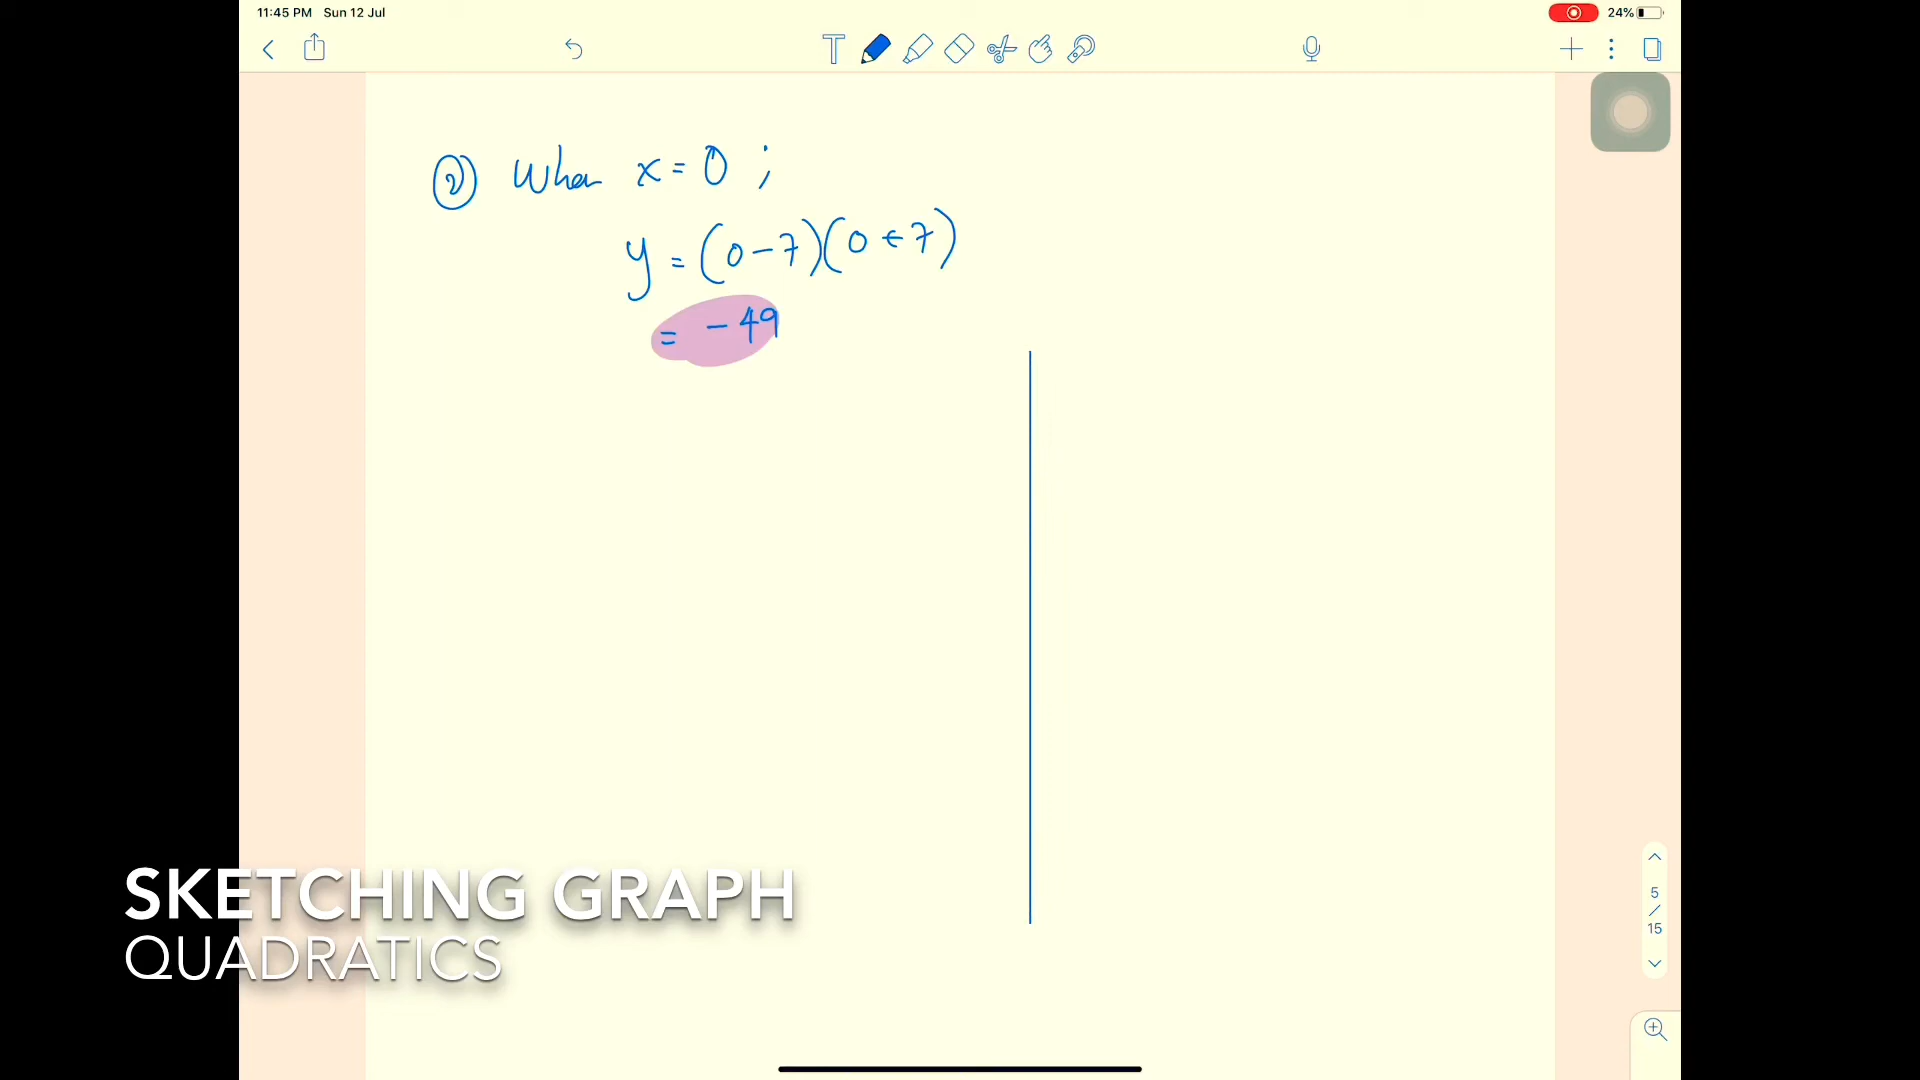 11:45 PM Sun 12 Jul
24%
② When x = 0 ;
y = (0-7)(0+7)
= -49
SKETCHING GRAPH
QUADRATICS
5
/
15